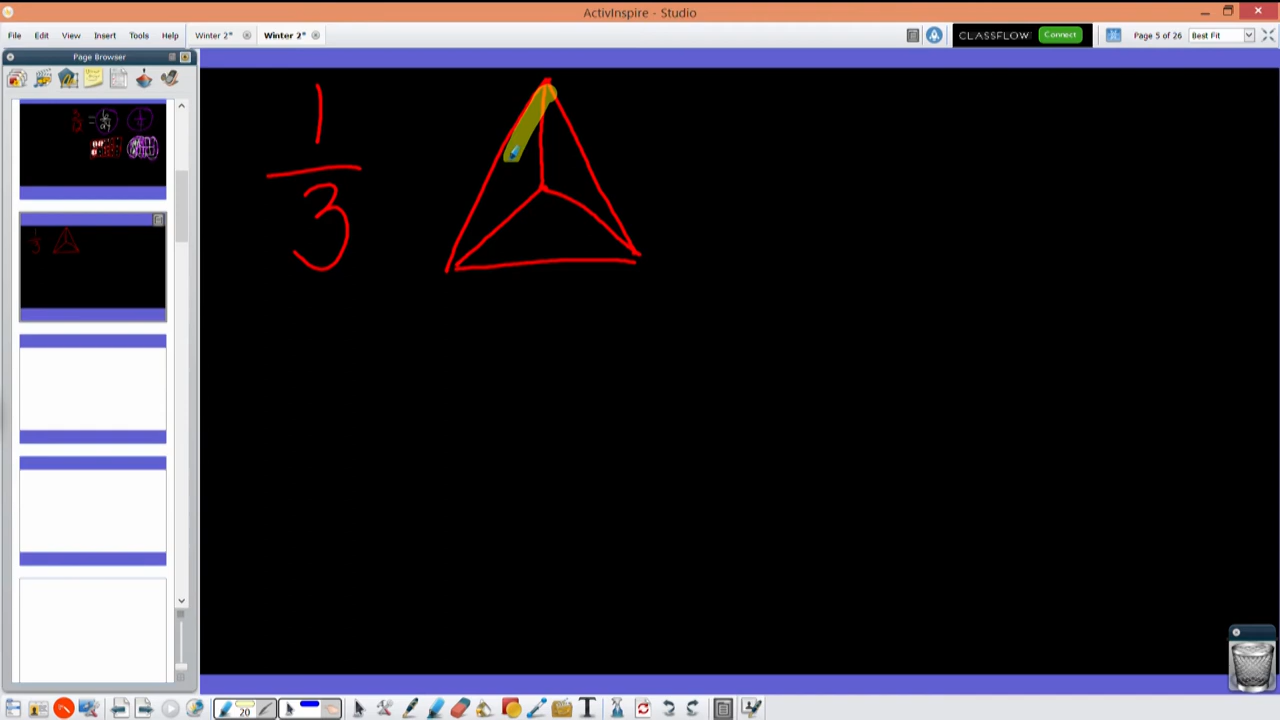 ActivInspire - Studio
File Edit View Insert Tools Help Winter 2* Winter 2* CLASSFLOW Connect Page 5 of 26 Best Fit
Page Browser
1
3
20